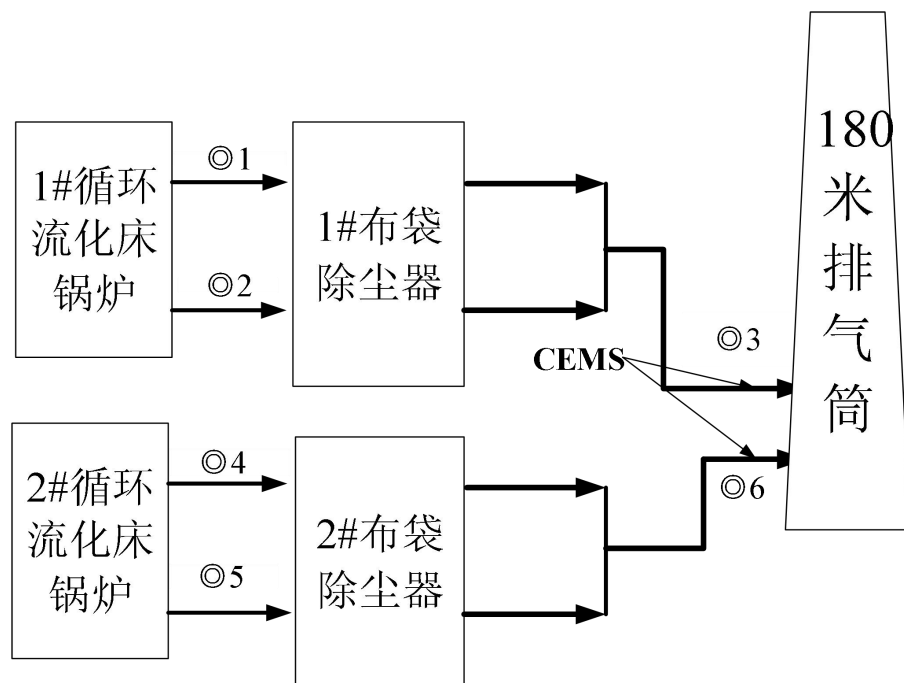 1#循环
流化床
锅炉
◎1
◎2
1#布袋
除尘器
180
米
排
气
筒
◎3
CEMS
2#循环
流化床
锅炉
◎4
◎5
2#布袋
除尘器
◎6